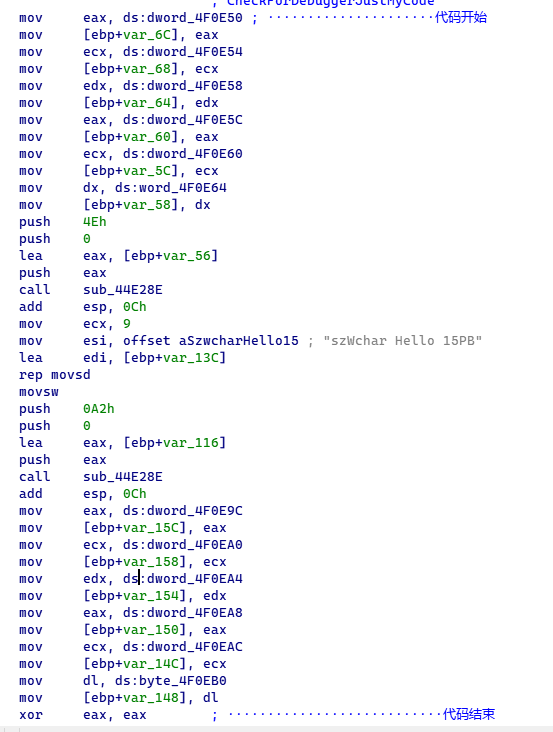 ; CheckForDebuggerJustMyCode
mov eax, ds:dword_4F0E50 ; ·····················代码开始
mov [ebp+var_6C], eax
mov ecx, ds:dword_4F0E54
mov [ebp+var_68], ecx
mov edx, ds:dword_4F0E58
mov [ebp+var_64], edx
mov eax, ds:dword_4F0E5C
mov [ebp+var_60], eax
mov ecx, ds:dword_4F0E60
mov [ebp+var_5C], ecx
mov dx, ds:word_4F0E64
mov [ebp+var_58], dx
push 4Eh
push 0
lea eax, [ebp+var_56]
push eax
call sub_44E28E
add esp, 0Ch
mov ecx, 9
mov esi, offset aSzwcharHello15 ; "szWchar Hello 15PB"
lea edi, [ebp+var_13C]
rep movsd
movsw
push 0A2h
push 0
lea eax, [ebp+var_116]
push eax
call sub_44E28E
add esp, 0Ch
mov eax, ds:dword_4F0E9C
mov [ebp+var_15C], eax
mov ecx, ds:dword_4F0EA0
mov [ebp+var_158], ecx
mov edx, ds:dword_4F0EA4
mov [ebp+var_154], edx
mov eax, ds:dword_4F0EA8
mov [ebp+var_150], eax
mov ecx, ds:dword_4F0EAC
mov [ebp+var_14C], ecx
mov dl, ds:byte_4F0EB0
mov [ebp+var_148], dl
xor eax, eax ; ···························代码结束